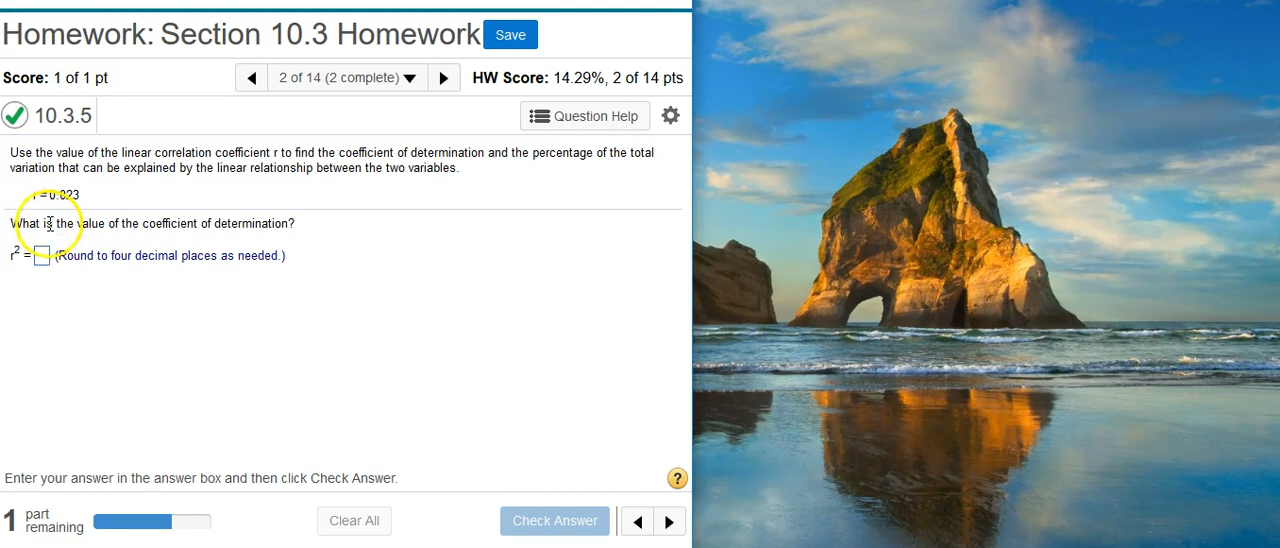 Homework: Section 10.3 Homework Save
Score: 1 of 1 pt 2 of 14 (2 complete) HW Score: 14.29%, 2 of 14 pts
10.3.5 Question Help
Use the value of the linear correlation coefficient r to find the coefficient of determination and the percentage of the total
variation that can be explained by the linear relationship between the two variables.
r = 0.823
What is the value of the coefficient of determination?
r² = (Round to four decimal places as needed.)
Enter your answer in the answer box and then click Check Answer.
?
1 part
remaining
Clear All Check Answer